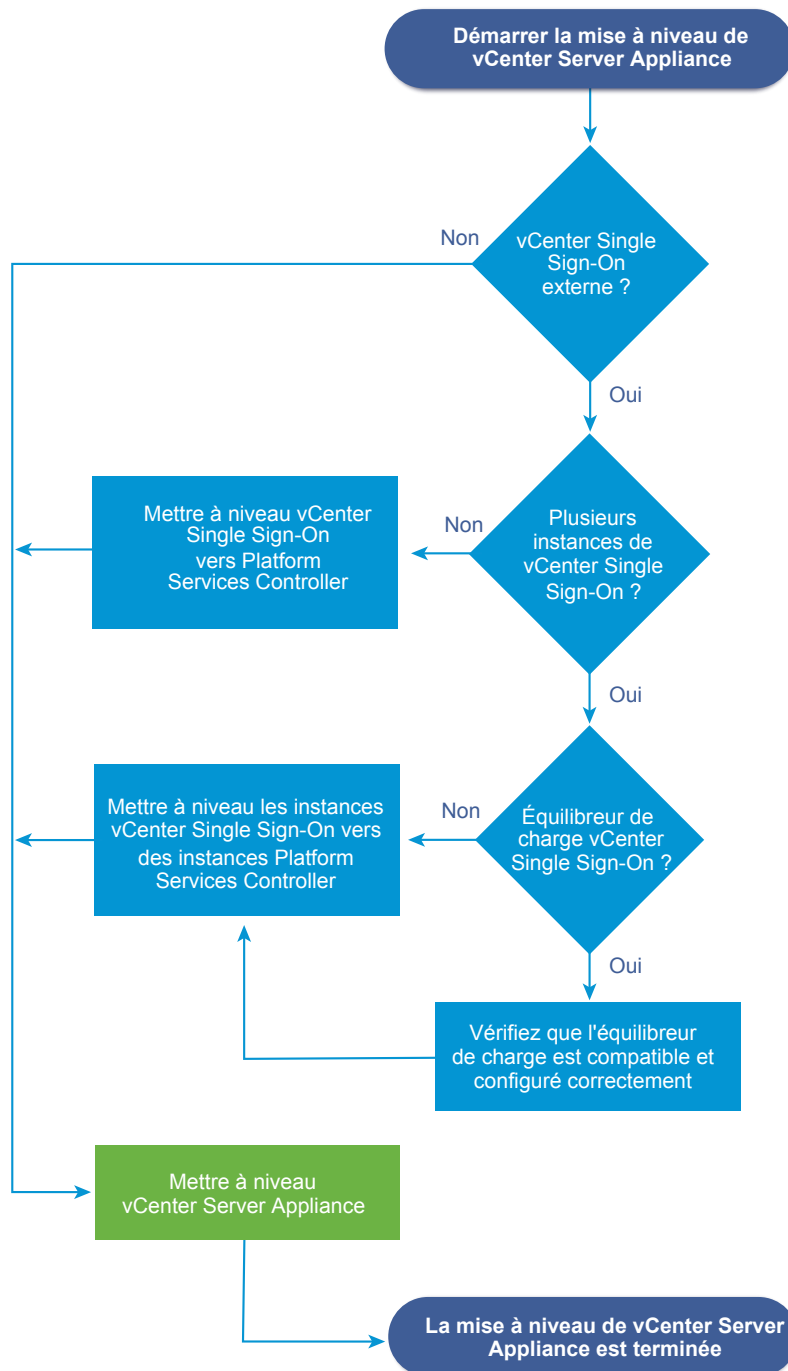 Démarrer la mise à niveau de
vCenter Server Appliance
Non
vCenter Single
Sign-On
externe ?
Oui
Mettre à niveau vCenter
Single Sign-On
vers Platform
Services Controller
Non
Plusieurs
instances de
vCenter Single
Sign-On ?
Oui
Mettre à niveau les instances
vCenter Single Sign-On vers
des instances Platform
Services Controller
Non
Équilibreur de
charge vCenter
Single Sign-On ?
Oui
Vérifiez que l'équilibreur
de charge est compatible et
configuré correctement
Mettre à niveau
vCenter Server Appliance
La mise à niveau de vCenter Server
Appliance est terminée